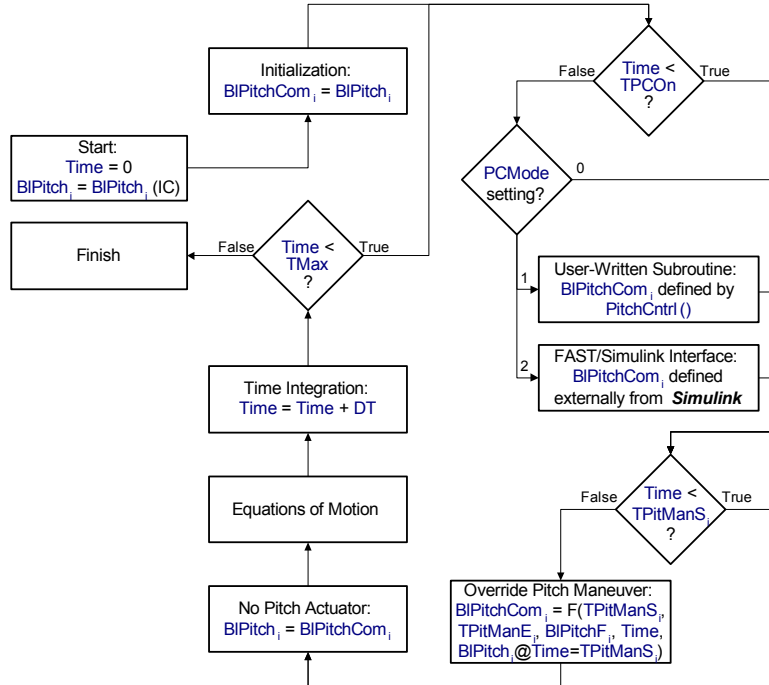 Initialization:
BlPitchCom i = BlPitch i
Start:
Time = 0
BlPitch i = BlPitch i (IC)
Finish
False
Time <
TMax
?
True
Time Integration:
Time = Time + DT
Equations of Motion
No Pitch Actuator:
BlPitch i = BlPitchCom i
False
Time <
TPCOn
?
True
PCMode
setting?
0
1
User-Written Subroutine:
BlPitchCom i defined by
PitchCntrl ()
2
FAST/Simulink Interface:
BlPitchCom i defined
externally from Simulink
False
Time <
TPitManS i
?
True
Override Pitch Maneuver:
BlPitchCom i = F(TPitManS i,
TPitManE i, BlPitchF i, Time,
BlPitch i@Time=TPitManS i)